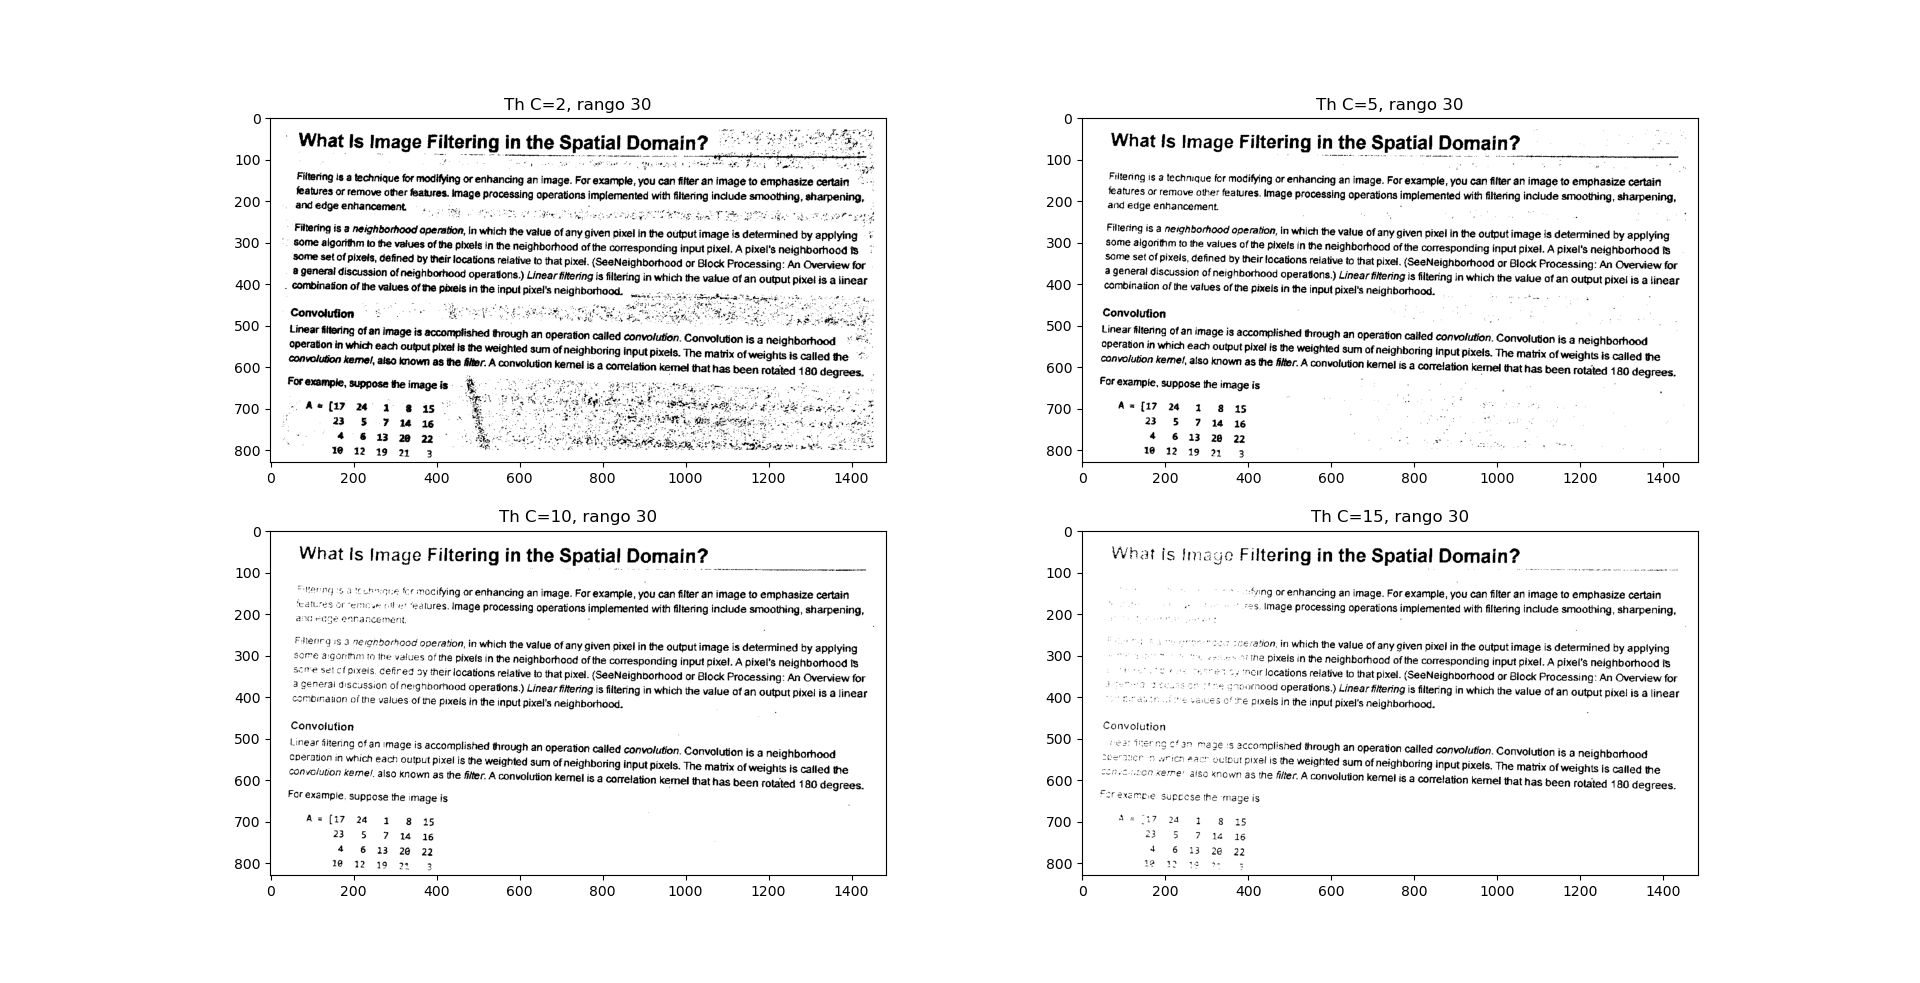 Th C=2, rango 30
0
100
200
300
400
500
600
700
800
What Is Image Filtering in the Spatial Domain?
Filtering is a technique for modifying or enhancing an image. For example, you can filter an image to emphasize certain
features or remove other features. Image processing operations implemented with filtering include smoothing, sharpening,
and edge enhancement.
Filtering is a neighborhood operation, in which the value of any given pixel in the output image is determined by applying
some algorithm to the values of the pixels in the neighborhood of the corresponding input pixel. A pixel's neighborhood is
some set of pixels, defined by their locations relative to that pixel. (SeeNeighborhood or Block Processing: An Overview for
a general discussion of neighborhood operations.) Linear filtering is filtering in which the value of an output pixel is a linear
combination of the values of the pixels in the input pixel's neighborhood.
Convolution
Linear filtering of an image is accomplished through an operation called convolution. Convolution is a neighborhood
operation in which each output pixel is the weighted sum of neighboring input pixels. The matrix of weights is called the
convolution kernel, also known as the filter. A convolution kernel is a correlation kernel that has been rotated 180 degrees.
For example, suppose the image is
A = [17 24 1 8 15
23 5 7 14 16
4 6 13 20 22
10 12 19 21 3
0 200 400 600 800 1000 1200 1400
Th C=5, rango 30
0
100
200
300
400
500
600
700
800
What Is Image Filtering in the Spatial Domain?
Filtering is a technique for modifying or enhancing an image. For example, you can filter an image to emphasize certain
features or remove other features. Image processing operations implemented with filtering include smoothing, sharpening,
and edge enhancement.
Filtering is a neighborhood operation, in which the value of any given pixel in the output image is determined by applying
some algorithm to the values of the pixels in the neighborhood of the corresponding input pixel. A pixel's neighborhood is
some set of pixels, defined by their locations relative to that pixel. (SeeNeighborhood or Block Processing: An Overview for
a general discussion of neighborhood operations.) Linear filtering is filtering in which the value of an output pixel is a linear
combination of the values of the pixels in the input pixel's neighborhood.
Convolution
Linear filtering of an image is accomplished through an operation called convolution. Convolution is a neighborhood
operation in which each output pixel is the weighted sum of neighboring input pixels. The matrix of weights is called the
convolution kernel, also known as the filter. A convolution kernel is a correlation kernel that has been rotated 180 degrees.
For example, suppose the image is
A = [17 24 1 8 15
23 5 7 14 16
4 6 13 20 22
10 12 19 21 3
0 200 400 600 800 1000 1200 1400
Th C=10, rango 30
0
100
200
300
400
500
600
700
800
What Is Image Filtering in the Spatial Domain?
Filtering is a technique for modifying or enhancing an image. For example, you can filter an image to emphasize certain
features or remove other features. Image processing operations implemented with filtering include smoothing, sharpening,
and edge enhancement.
Filtering is a neighborhood operation, in which the value of any given pixel in the output image is determined by applying
some algorithm to the values of the pixels in the neighborhood of the corresponding input pixel. A pixel's neighborhood is
some set of pixels, defined by their locations relative to that pixel. (SeeNeighborhood or Block Processing: An Overview for
a general discussion of neighborhood operations.) Linear filtering is filtering in which the value of an output pixel is a linear
combination of the values of the pixels in the input pixel's neighborhood.
Convolution
Linear filtering of an image is accomplished through an operation called convolution. Convolution is a neighborhood
operation in which each output pixel is the weighted sum of neighboring input pixels. The matrix of weights is called the
convolution kernel, also known as the filter. A convolution kernel is a correlation kernel that has been rotated 180 degrees.
For example, suppose the image is
A = [17 24 1 8 15
23 5 7 14 16
4 6 13 20 22
10 12 19 21 3
0 200 400 600 800 1000 1200 1400
Th C=15, rango 30
0
100
200
300
400
500
600
700
800
What Is Image Filtering in the Spatial Domain?
or enhancing an image. For example, you can filter an image to emphasize certain
Image processing operations implemented with filtering include smoothing, sharpening,
operation, in which the value of any given pixel in the output image is determined by applying
the pixels in the neighborhood of the corresponding input pixel. A pixel's neighborhood is
their locations relative to that pixel. (SeeNeighborhood or Block Processing: An Overview for
operations.) Linear filtering is filtering in which the value of an output pixel is a linear
values of the pixels in the input pixel's neighborhood.
Convolution
filtering of an image is accomplished through an operation called convolution. Convolution is a neighborhood
in which each output pixel is the weighted sum of neighboring input pixels. The matrix of weights is called the
kernel also known as the filter. A convolution kernel is a correlation kernel that has been rotated 180 degrees.
For example suppose the image is
A = [17 24 1 8 15
23 5 7 14 16
4 6 13 20 22
10 12 19
0 200 400 600 800 1000 1200 1400